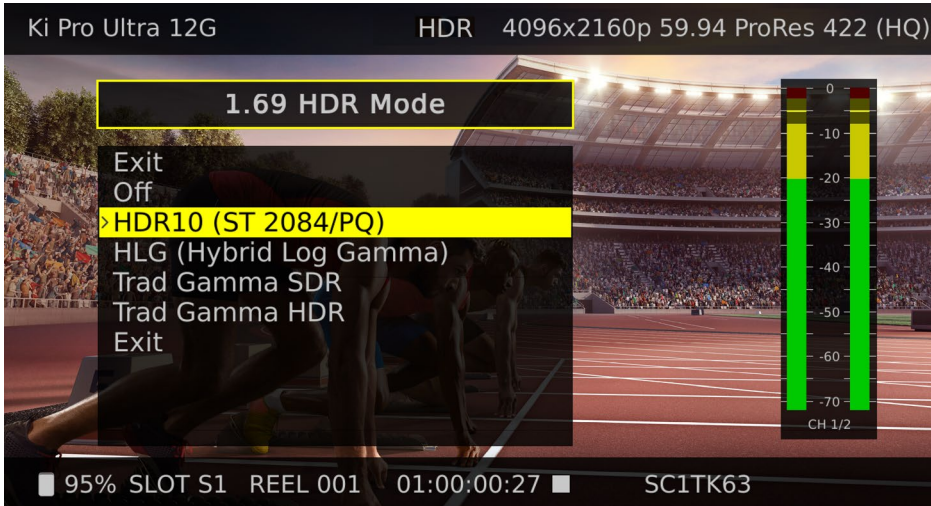 Ki Pro Ultra 12G HDR 4096x2160p 59.94 ProRes 422 (HQ)
1.69 HDR Mode
Exit
Off
>HDR10 (ST 2084/PQ)
HLG (Hybrid Log Gamma)
Trad Gamma SDR
Trad Gamma HDR
Exit
0
-10
-20
-30
-40
-50
-60
-70
CH 1/2
95% SLOT S1 REEL 001 01:00:00:27 SC1TK63